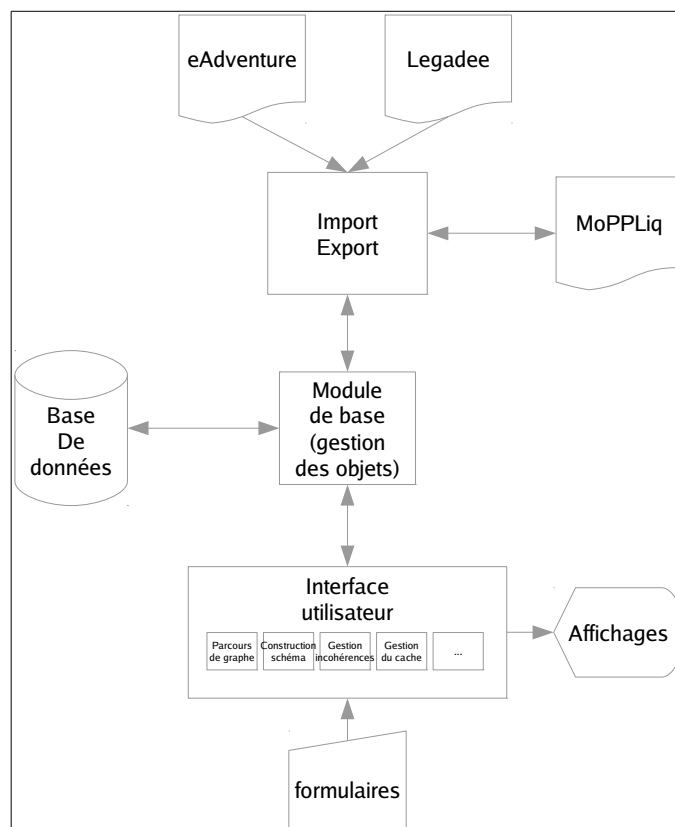 eAdventure
Legadee
Import
Export
MoPPLiq
Module
de base
(gestion
des objets)
Base
De
données
Interface
utilisateur
Parcours
de graphe
Construction
schéma
Gestion
incohérences
Gestion
du cache
...
Affichages
formulaires